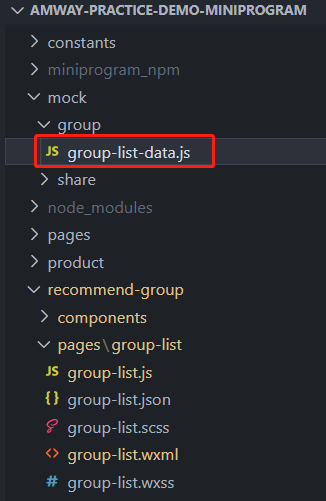 AMWAY-PRACTICE-DEMO-MINIPROGRAM
constants
miniprogram_npm
mock
group
JS group-list-data.js
share
node_modules
pages
product
recommend-group
components
pages\group-list
JS group-list.js
{} group-list.json
group-list.scss
<> group-list.wxml
# group-list.wxss